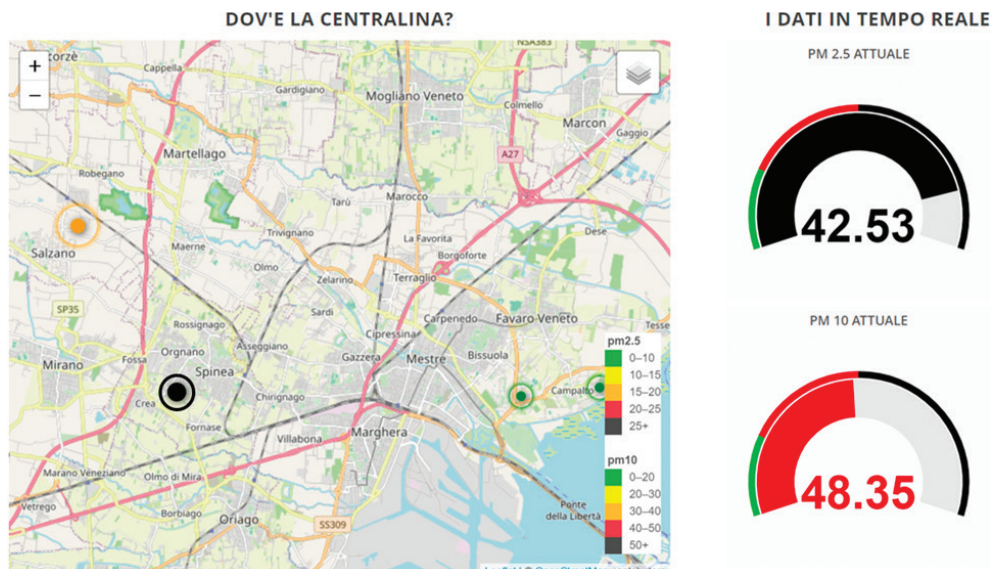 DOV'E LA CENTRALINA?
I DATI IN TEMPO REALE
PM 2.5 ATTUALE
42.53
PM 10 ATTUALE
48.35
+
−
Cappella
Gardigiano
Mogliano Veneto
NSA383
Colmello
Marcon
Gaggio
A27
Martellago
Robegano
Tarù
Marocco
Trivignano
La Favorita
Dese
Borgoforte
Salzano
Maerne
Olmo
Zelarino
Terraglio
SP35
Sardi
Carpenedo
Favaro Veneto
Rossignago
Cipressina
Asseggiano
Gazzera
Mestre
Bissuola
Mirano
Fossa
Orgnano
Spinea
Chirignago
Campalto
Crea
Fornase
Villabona
Marghera
Marano Veneziano
Olmo di Mira
Vetrego
Borbiago
Oriago
SS309
Ponte
della Libertà
pm2.5
0–10
10–15
15–20
20–25
25+
pm10
0–20
20–30
30–40
40–50
50+